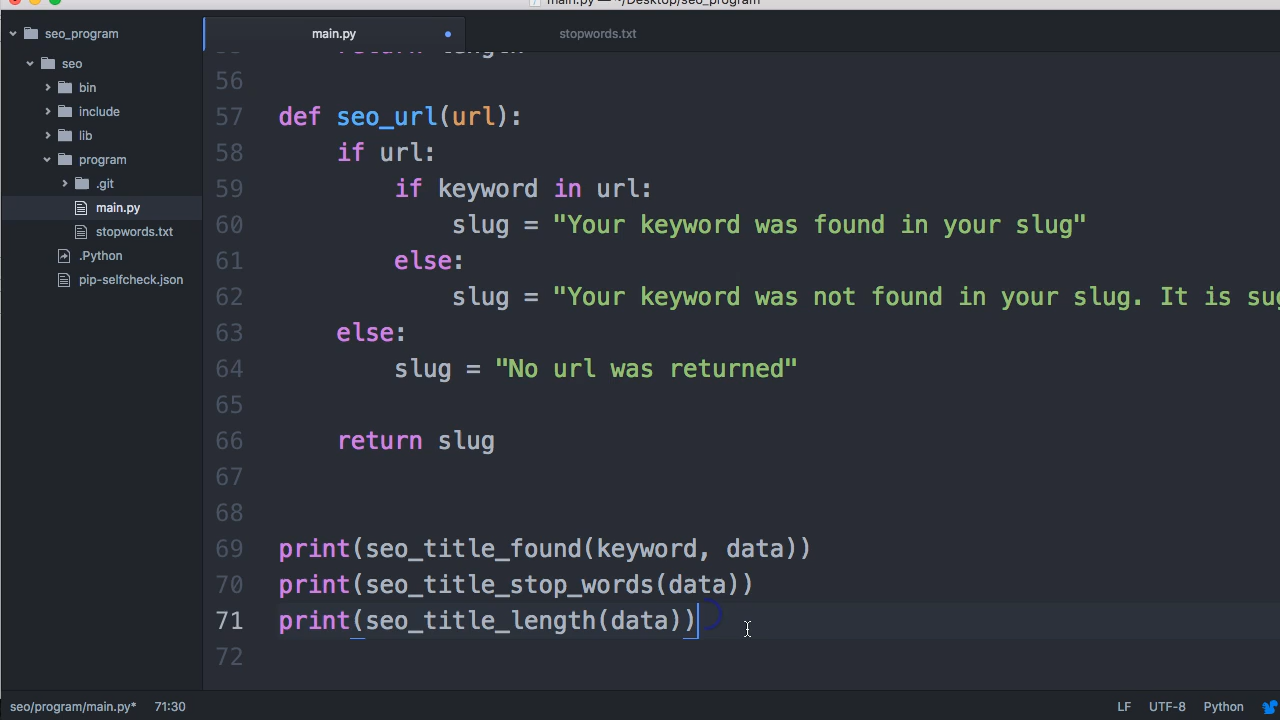 main.py — ~/Desktop/seo_program
seo_program
seo
bin
include
lib
program
.git
main.py
stopwords.txt
.Python
pip-selfcheck.json
main.py
stopwords.txt
return length
56
57 def seo_url(url):
58 if url:
59 if keyword in url:
60 slug = "Your keyword was found in your slug"
61 else:
62 slug = "Your keyword was not found in your slug. It is
63 else:
64 slug = "No url was returned"
65
66 return slug
67
68
69 print(seo_title_found(keyword, data))
70 print(seo_title_stop_words(data))
71 print(seo_title_length(data))
72
seo/program/main.py* 71:30
LF UTF-8 Python